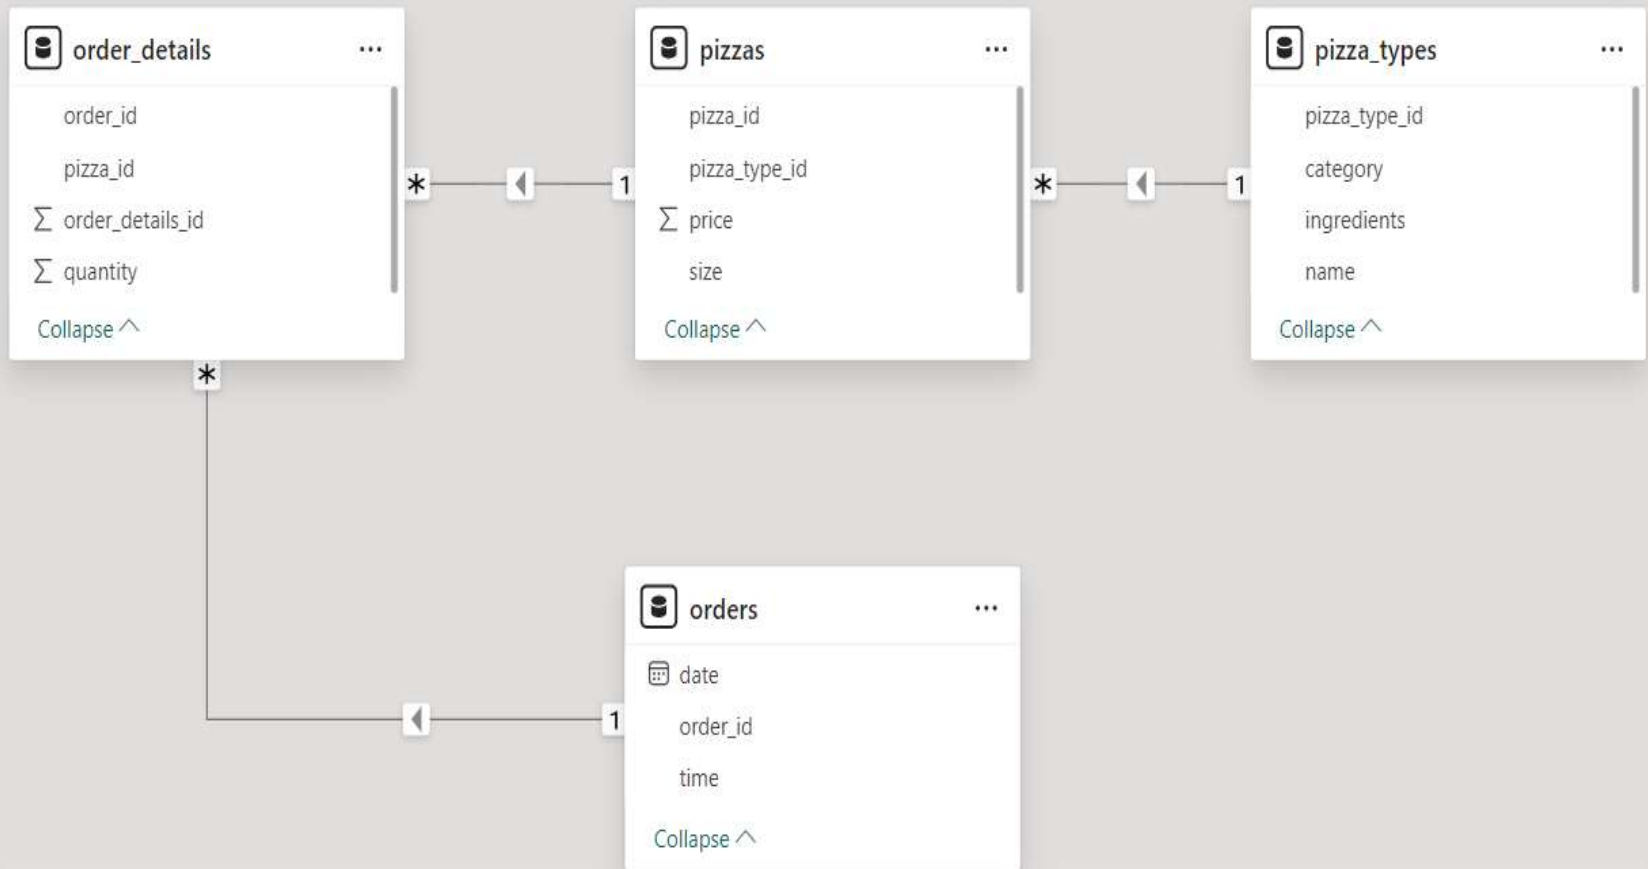 order_details ...
order_id
pizza_id
∑ order_details_id
∑ quantity
Collapse
*
1
pizzas ...
pizza_id
pizza_type_id
∑ price
size
Collapse
*
1
pizza_types ...
pizza_type_id
category
ingredients
name
Collapse
*
1
orders ...
date
order_id
time
Collapse